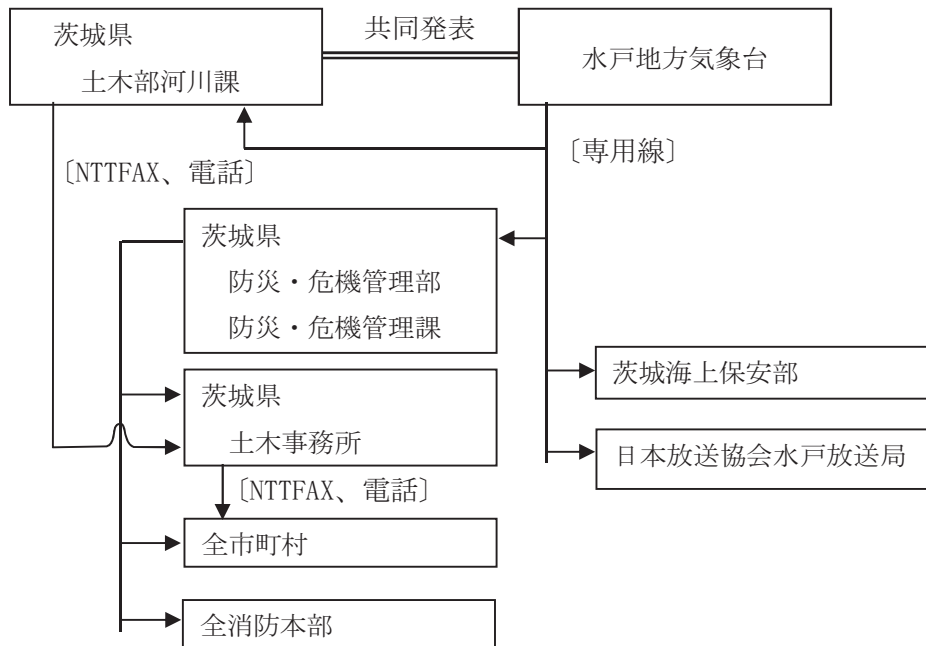 共同発表
茨城県
土木部河川課
水戸地方気象台
〔NTTFAX、電話〕
〔専用線〕
茨城県
防災・危機管理部
防災・危機管理課
茨城海上保安部
茨城県
土木事務所
日本放送協会水戸放送局
〔NTTFAX、電話〕
全市町村
全消防本部